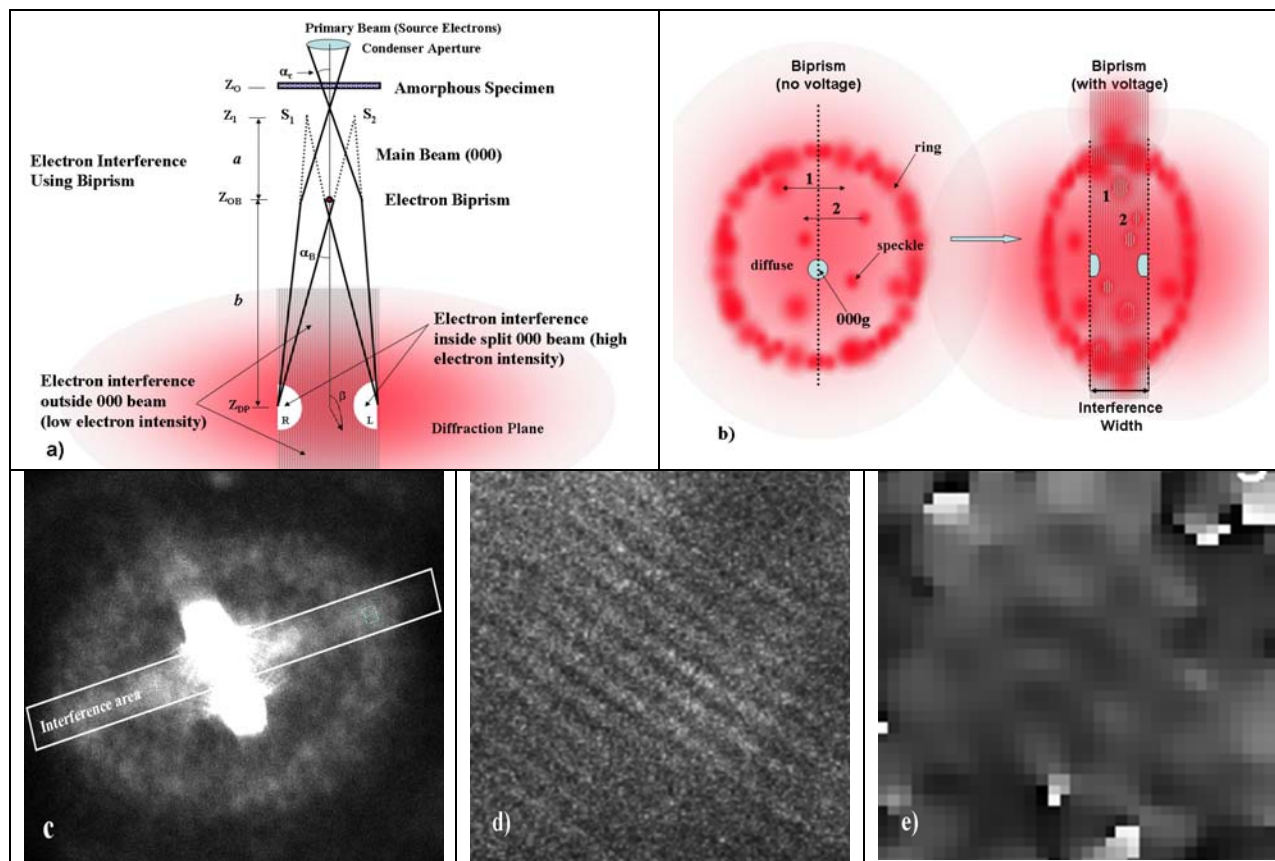 Primary Beam (Source Electrons)
Condenser Aperture
αr
ZO
Amorphous Specimen
Z1
S1
S2
Electron Interference
Using Biprism
a
Main Beam (000)
ZOB
Electron Biprism
αB
b
Electron interference
inside split 000 beam (high
electron intensity)
Electron interference
outside 000 beam
(low electron intensity)
ZDP
β
R
L
Diffraction Plane
a)
Biprism
(no voltage)
Biprism
(with voltage)
ring
1
2
speckle
diffuse
000g
1
2
Interference
Width
b)
Interference area
c
d)
e)